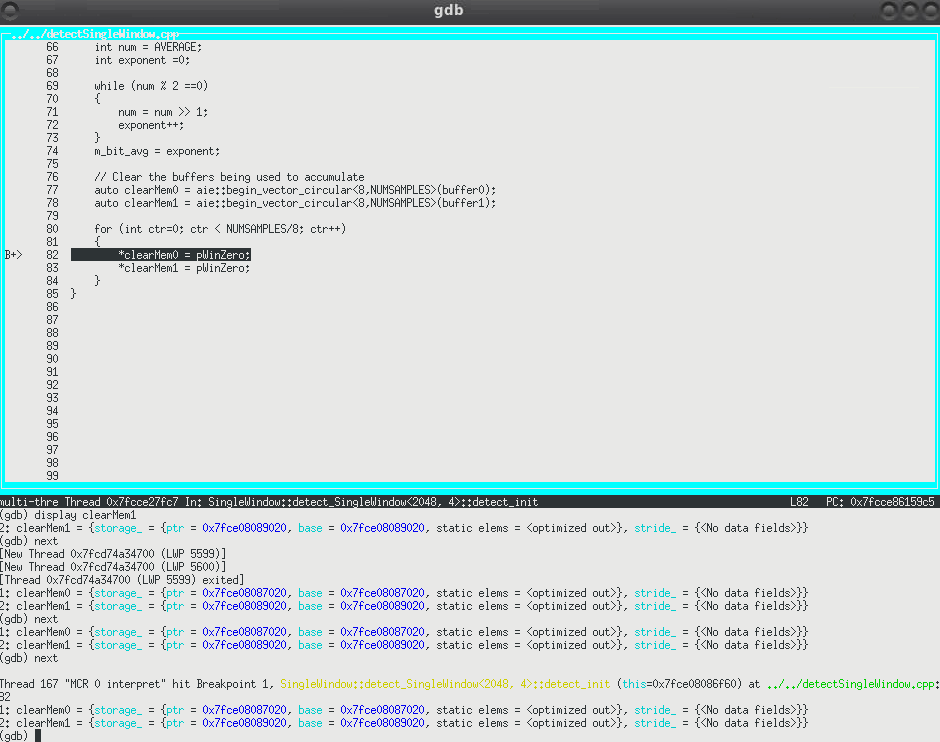 gdb
../../detectSingleWindow.cpp
66 int num = AVERAGE;
67 int exponent =0;
68
69 while (num % 2 ==0)
70 {
71 num = num >> 1;
72 exponent++;
73 }
74 m_bit_avg = exponent;
75
76 // Clear the buffers being used to accumulate
77 auto clearMem0 = aie::begin_vector_circular<8,NUMSAMPLES>(buffer0);
78 auto clearMem1 = aie::begin_vector_circular<8,NUMSAMPLES>(buffer1);
79
80 for (int ctr=0; ctr < NUMSAMPLES/8; ctr++)
81 {
B+> 82 *clearMem0 = pWinZero;
83 *clearMem1 = pWinZero;
84 }
85 }
86
87
88
89
90
91
92
93
94
95
96
97
98
99
multi-thre Thread 0x7fcce27fc7 In: SingleWindow::detect_SingleWindow<2048, 4>::detect_init L82 PC: 0x7fcce86159c5
(gdb) display clearMem1
2: clearMem1 = {storage_ = {ptr = 0x7fce08089020, base = 0x7fce08089020, static elems = <optimized out>}, stride_ = {<No data fields>}}
(gdb) next
[New Thread 0x7fcd74a34700 (LWP 5599)]
[New Thread 0x7fcd74a34700 (LWP 5600)]
[Thread 0x7fcd74a34700 (LWP 5599) exited]
1: clearMem0 = {storage_ = {ptr = 0x7fce08087020, base = 0x7fce08087020, static elems = <optimized out>}, stride_ = {<No data fields>}}
2: clearMem1 = {storage_ = {ptr = 0x7fce08089020, base = 0x7fce08089020, static elems = <optimized out>}, stride_ = {<No data fields>}}
(gdb) next
1: clearMem0 = {storage_ = {ptr = 0x7fce08087020, base = 0x7fce08087020, static elems = <optimized out>}, stride_ = {<No data fields>}}
2: clearMem1 = {storage_ = {ptr = 0x7fce08089020, base = 0x7fce08089020, static elems = <optimized out>}, stride_ = {<No data fields>}}
(gdb) next
Thread 167 "MCR 0 interpret" hit Breakpoint 1, SingleWindow::detect_SingleWindow<2048, 4>::detect_init (this=0x7fce08086f60) at ../../detectSingleWindow.cpp:
82
1: clearMem0 = {storage_ = {ptr = 0x7fce08087020, base = 0x7fce08087020, static elems = <optimized out>}, stride_ = {<No data fields>}}
2: clearMem1 = {storage_ = {ptr = 0x7fce08089020, base = 0x7fce08089020, static elems = <optimized out>}, stride_ = {<No data fields>}}
(gdb)